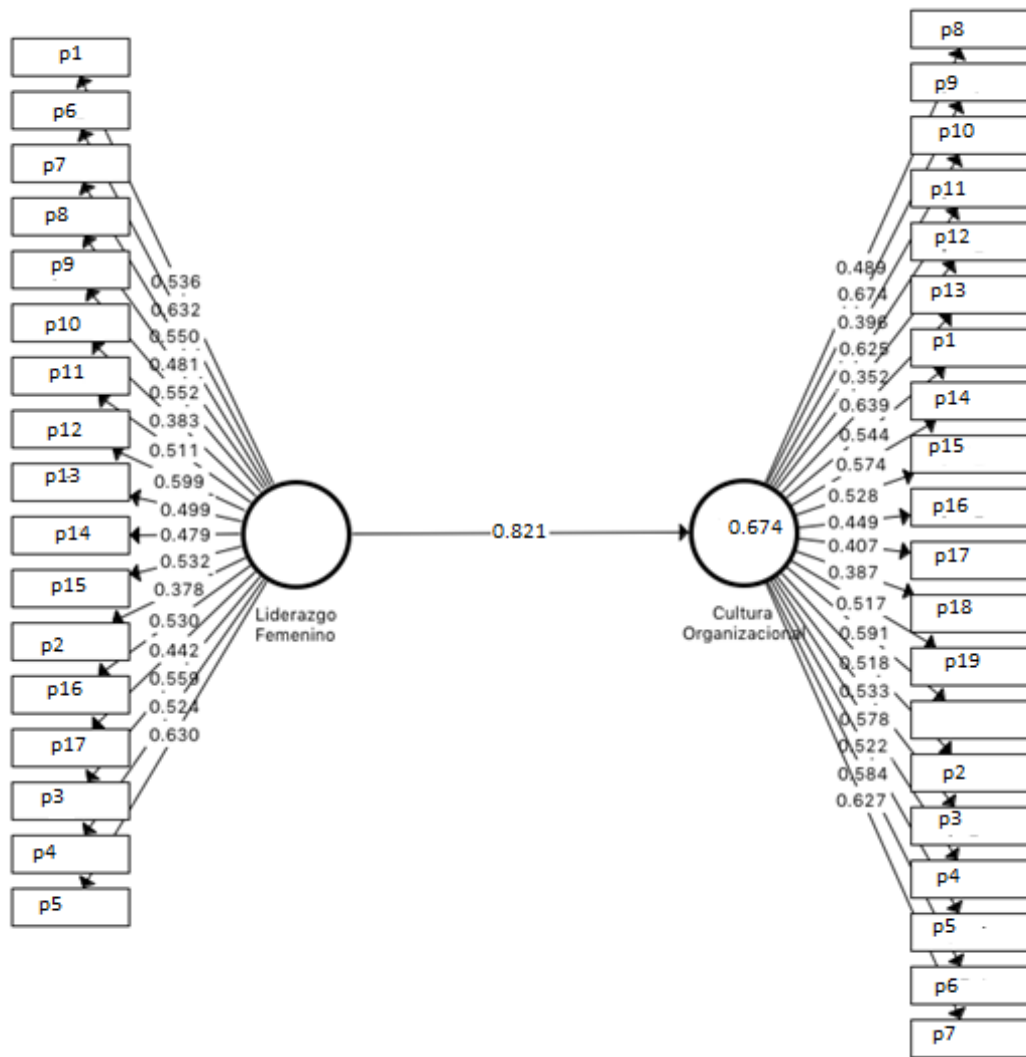 p1
p6
p7
p8
p9
p10
p11
p12
p13
p14
p15
p2
p16
p17
p3
p4
p5
0.536
0.632
0.550
0.481
0.552
0.383
0.511
0.599
0.499
0.479
0.532
0.378
0.530
0.442
0.559
0.524
0.630
Liderazgo
Femenino
0.821
0.674
Cultura
Organizacional
0.489
0.674
0.396
0.625
0.352
0.639
0.544
0.574
0.528
0.449
0.407
0.387
0.517
0.591
0.518
0.533
0.578
0.522
0.584
0.627
p8
p9
p10
p11
p12
p13
p1
p14
p15
p16
p17
p18
p19
p2
p3
p4
p5
p6
p7